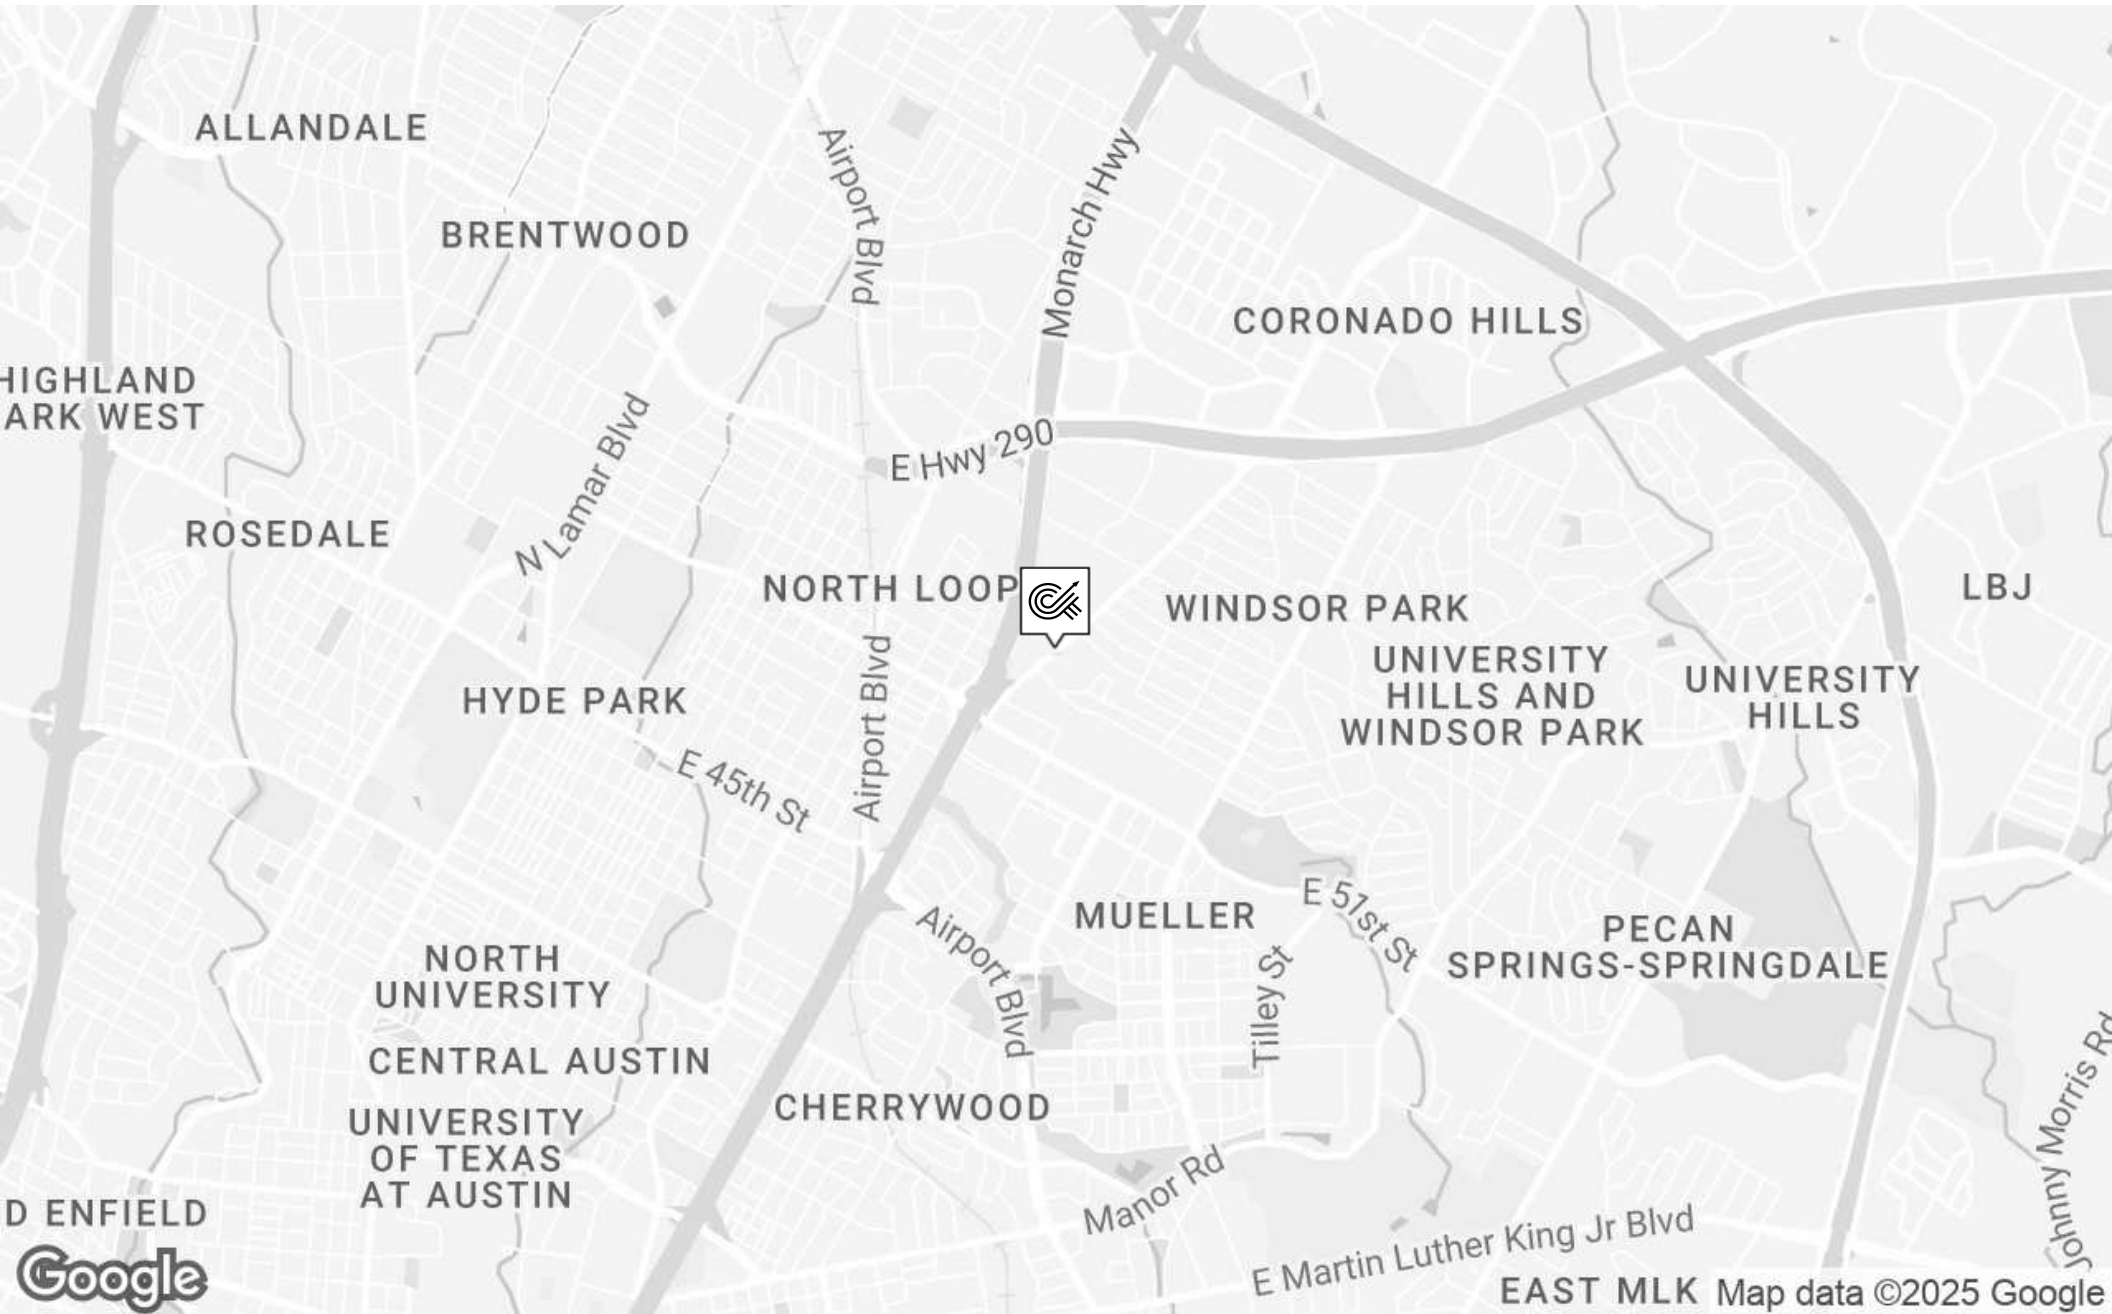 ALLANDALE
Airport Blvd
Monarch Hwy
BRENTWOOD
CORONADO HILLS
HIGHLAND
ARK WEST
N Lamar Blvd
E Hwy 290
ROSEDALE
NORTH LOOP
WINDSOR PARK
LBJ
UNIVERSITY
HILLS AND
WINDSOR PARK
UNIVERSITY
HILLS
HYDE PARK
Airport Blvd
E 45th St
MUELLER
E 51st St
Airport Blvd
Tilley St
PECAN
SPRINGS-SPRINGDALE
NORTH
UNIVERSITY
CENTRAL AUSTIN
CHERRYWOOD
UNIVERSITY
OF TEXAS
AT AUSTIN
Manor Rd
Johnny Morris Rd
D ENFIELD
E Martin Luther King Jr Blvd
EAST MLK
Google
Map data ©2025 Google